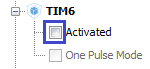 TIM6
Activated
One Pulse Mode